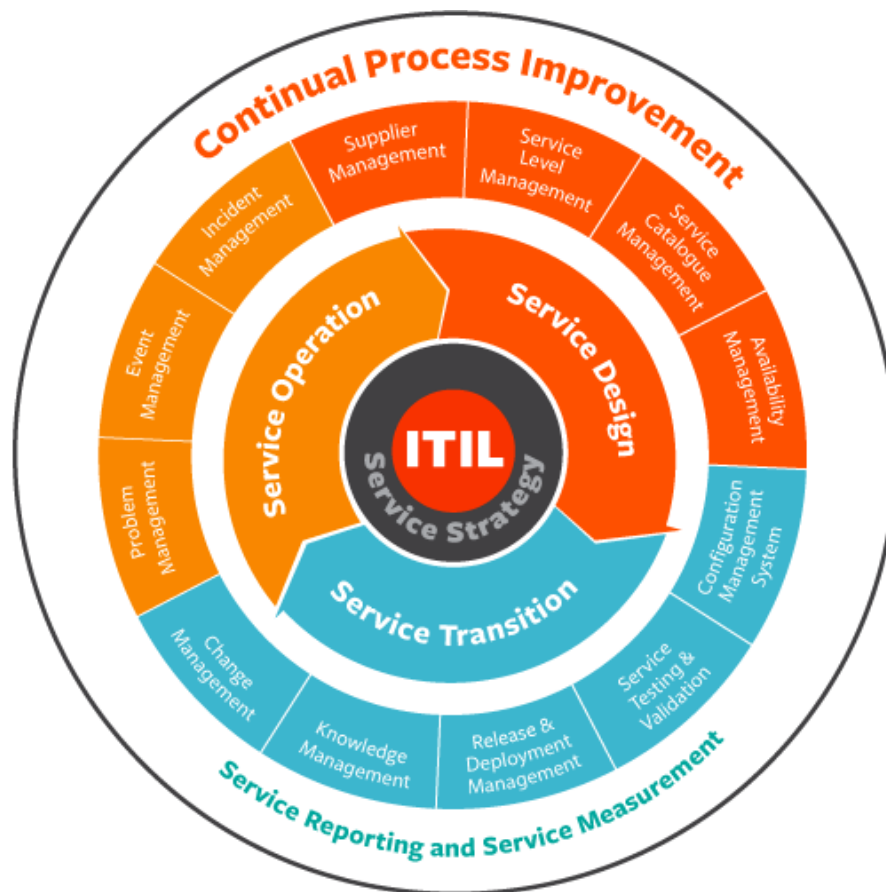 Continual Process Improvement
Supplier
Management
Service
Level
Management
Service
Catalogue
Management
Availability
Management
Configuration
Management
System
Service
Testing &
Validation
Release &
Deployment
Management
Knowledge
Management
Change
Management
Problem
Management
Event
Management
Incident
Management
Service Design
Service Transition
Service Operation
ITIL
Service Strategy
Service Reporting and Service Measurement